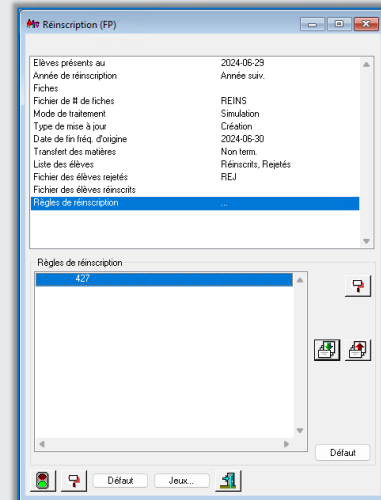 Réinscription (FP)
Elèves présents au 2024-06-29
Année de réinscription Année suiv.
Fiches
Fichier de # de fiches REINS
Mode de traitement Simulation
Type de mise à jour Création
Date de fin fréq. d'origine 2024-06-30
Transfert des matières Non term.
Liste des élèves Réinscrits, Rejetés
Fichier des élèves rejetés REJ
Fichier des élèves réinscrits
Règles de réinscription ...
Règles de réinscription
427
Défaut
Défaut Jeux...